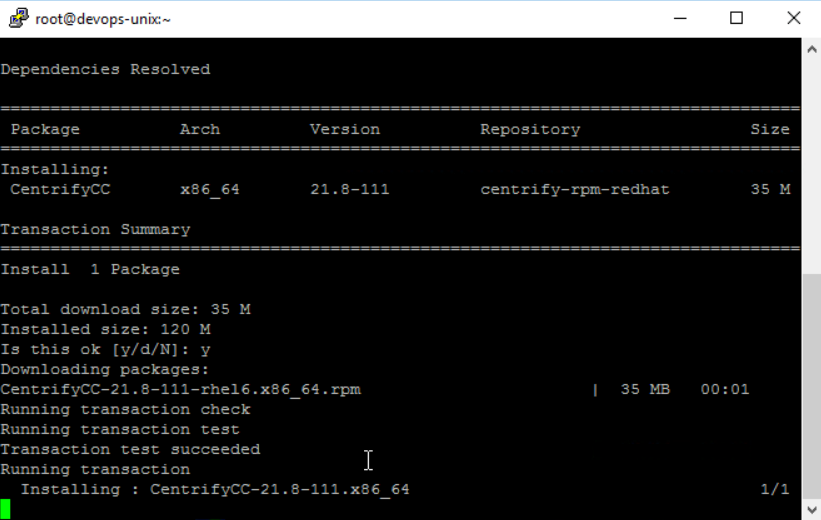 root@devops-unix:~
Dependencies Resolved
================================================================================
Package Arch Version Repository Size
================================================================================
Installing:
CentrifyCC x86_64 21.8-111 centrify-rpm-redhat 35 M
Transaction Summary
================================================================================
Install 1 Package
Total download size: 35 M
Installed size: 120 M
Is this ok [y/d/N]: y
Downloading packages:
CentrifyCC-21.8-111-rhel6.x86_64.rpm | 35 MB 00:01
Running transaction check
Running transaction test
Transaction test succeeded
Running transaction
Installing : CentrifyCC-21.8-111.x86_64 1/1